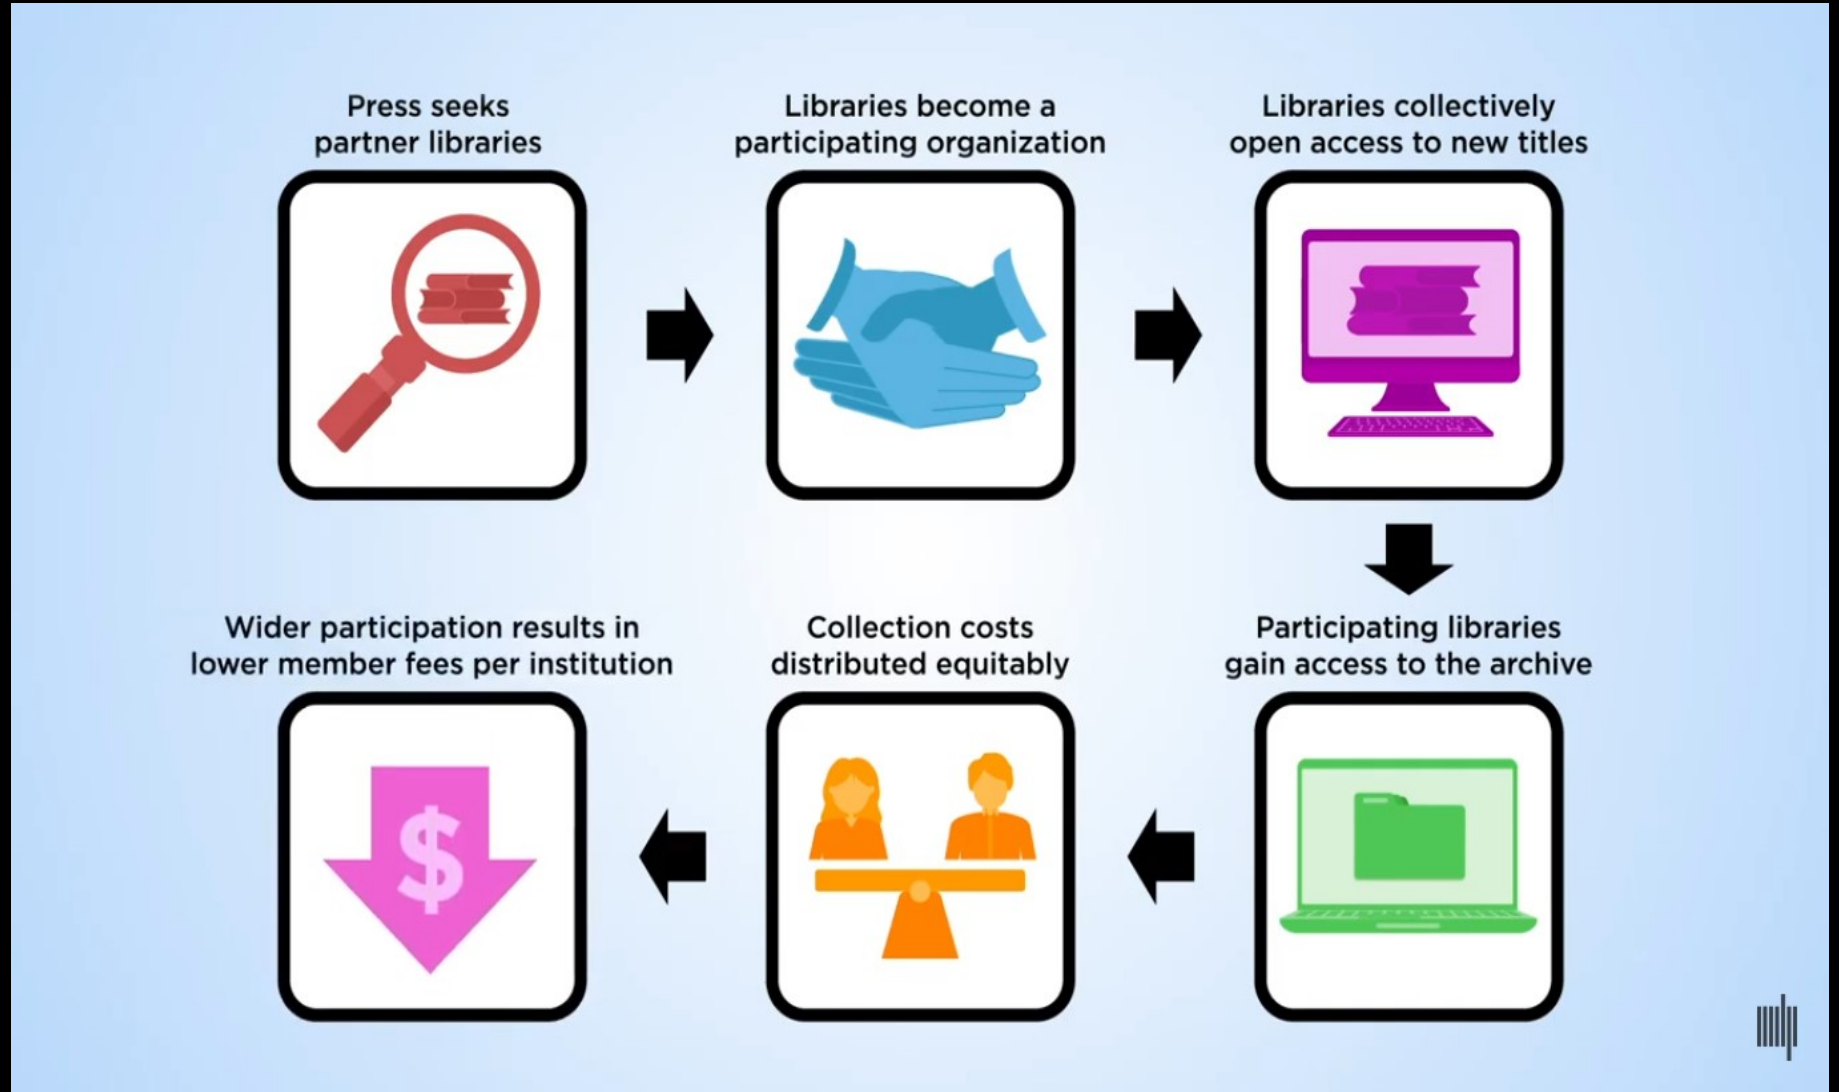 Press seeks
partner libraries
Libraries become a
participating organization
Libraries collectively
open access to new titles
Wider participation results in
lower member fees per institution
Collection costs
distributed equitably
Participating libraries
gain access to the archive
$